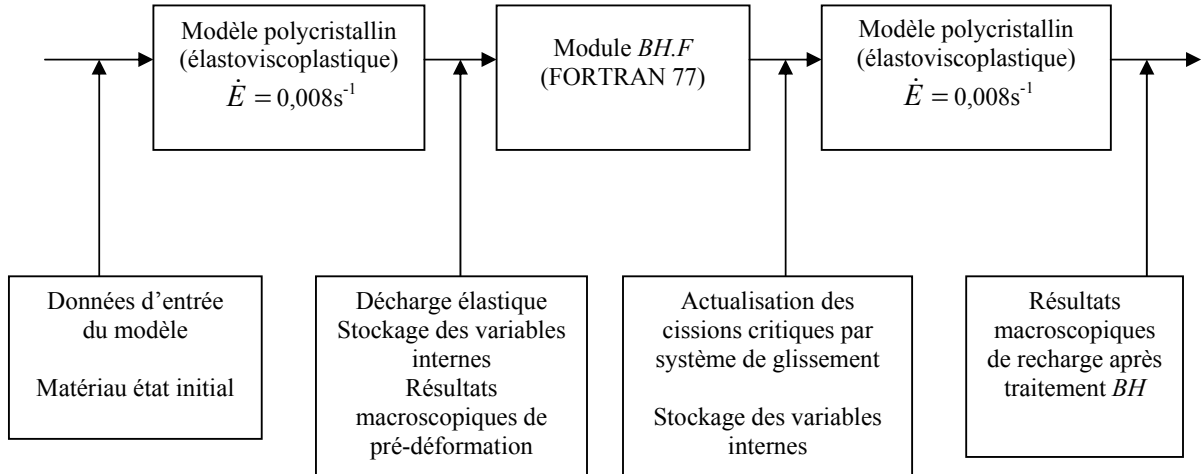 Modèle polycristallin
(élastoviscoplastique)
Ė = 0,008s⁻¹
Module BH.F
(FORTRAN 77)
Modèle polycristallin
(élastoviscoplastique)
Ė = 0,008s⁻¹
Données d’entrée
du modèle
Matériau état initial
Décharge élastique
Stockage des variables
internes
Résultats
macroscopiques de
pré-déformation
Actualisation des
cissions critiques par
système de glissement
Stockage des variables
internes
Résultats
macroscopiques
de recharge après
traitement BH